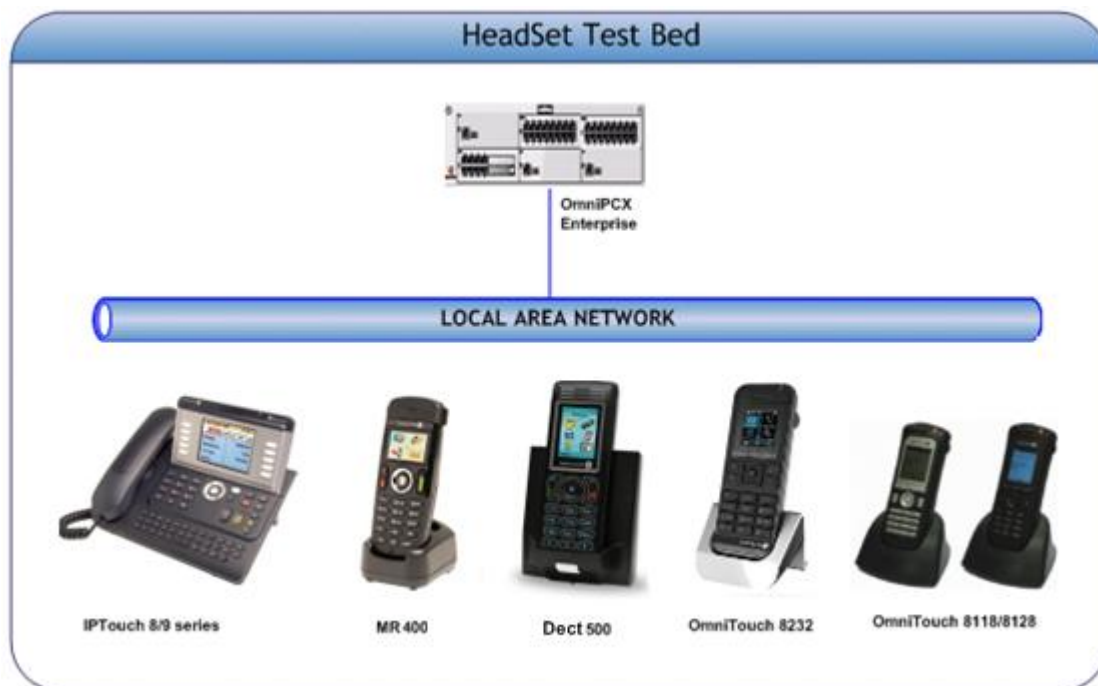 HeadSet Test Bed
OmniPCX
Enterprise
LOCAL AREA NETWORK
IPTouch 8/9 series
MR 400
Dect 500
OmniTouch 8232
OmniTouch 8118/8128